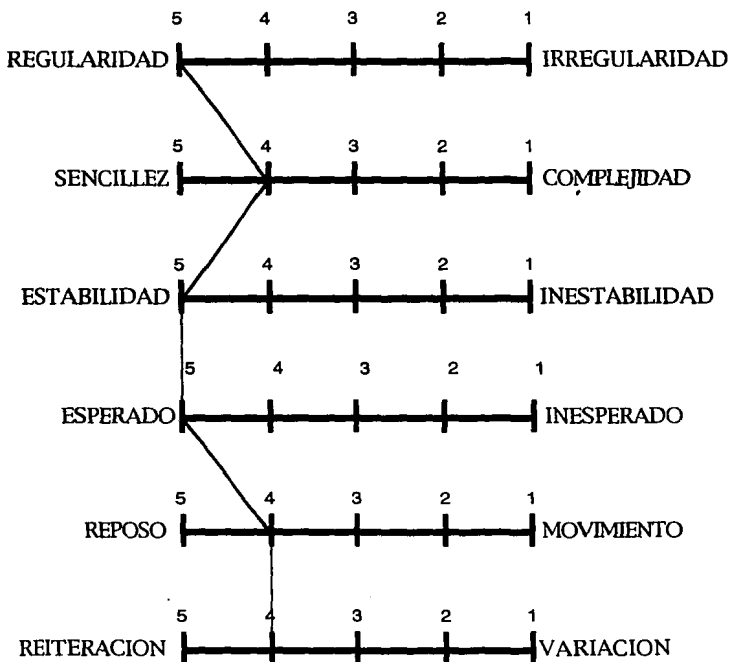 5 4 3 2 1
REGULARIDAD IRREGULARIDAD
5 4 3 2 1
SENCILLEZ COMPLEJIDAD
5 4 3 2 1
ESTABILIDAD INESTABILIDAD
5 4 3 2 1
ESPERADO INESPERADO
5 4 3 2 1
REPOSO MOVIMIENTO
5 4 3 2 1
REITERACION VARIACION